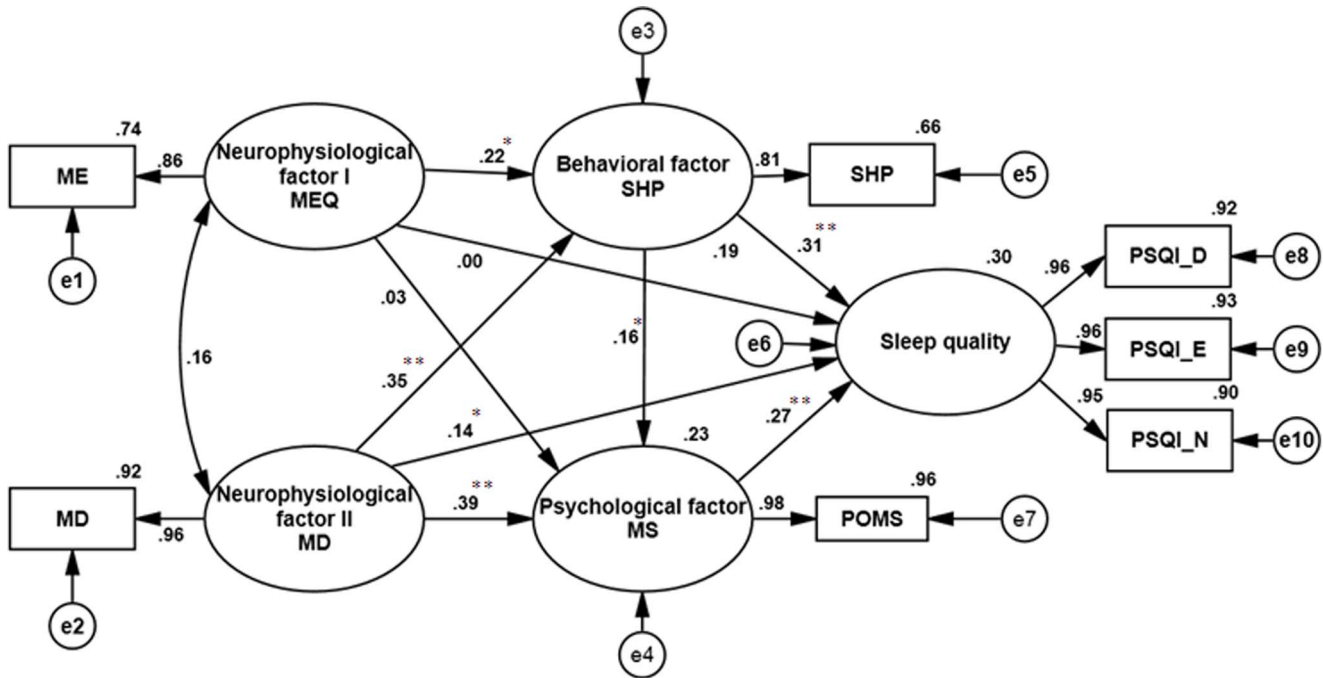 e3
.74
.66
Neurophysiological
factor I
MEQ
.22*
Behavioral factor
SHP
.81
SHP
e5
ME
.86
e1
.92
.00
.19
.31**
.30
.96
PSQI_D
e8
.03
.93
.16
.16*
e6
Sleep quality
.96
PSQI_E
e9
.35**
.90
.95
PSQI_N
e10
.14*
.27**
.23
.92
.96
MD
.96
Neurophysiological
factor II
MD
.39**
Psychological factor
MS
.98
POMS
e7
e2
e4